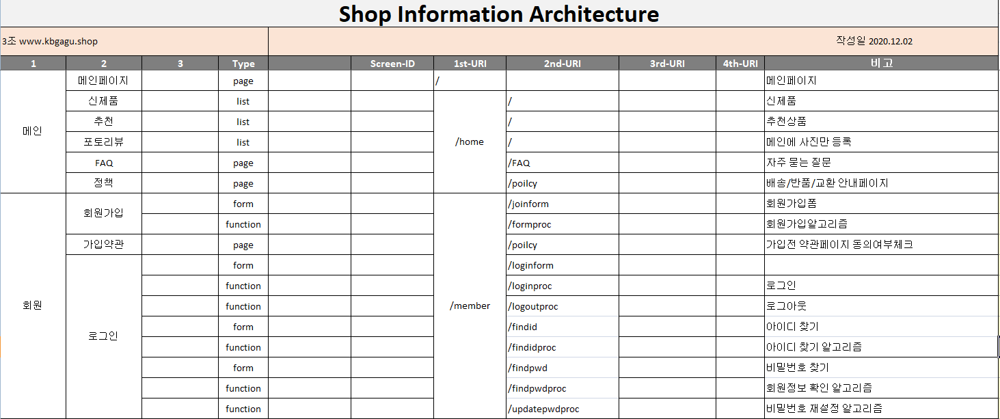 Shop Information Architecture
3조 www.kbgagu.shop 작성일 2020.12.02
1 2 3 Type Screen-ID 1st-URI 2nd-URI 3rd-URI 4th-URI 비고
메인 메인페이지 page / 메인페이지
신제품 list /home / 신제품
추천 list / 추천상품
포토리뷰 list / 메인에 사진만 등록
FAQ page /FAQ 자주 묻는 질문
정책 page /poilcy 배송/반품/교환 안내페이지
회원 회원가입 form /member /joinform 회원가입폼
function /formproc 회원가입알고리즘
가입약관 page /poilcy 가입전 약관페이지 동의여부체크
로그인 form /loginform
function /loginproc 로그인
function /logoutproc 로그아웃
form /findid 아이디 찾기
function /findidproc 아이디 찾기 알고리즘
form /findpwd 비밀번호 찾기
function /findpwdproc 회원정보 확인 알고리즘
function /updatepwdproc 비밀번호 재설정 알고리즘